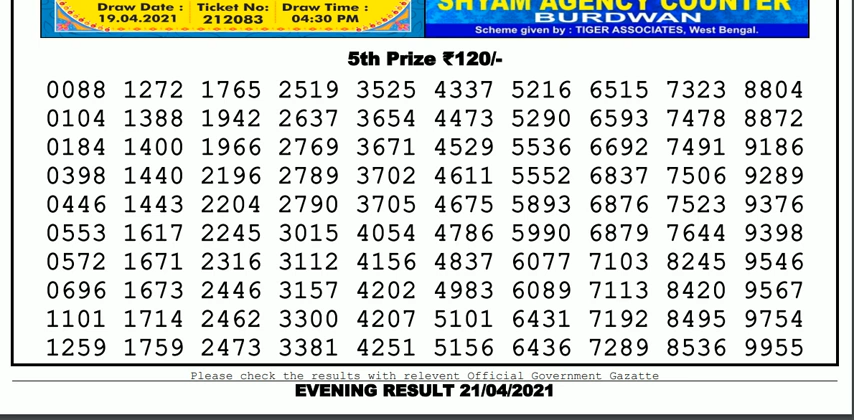 SHYAM AGENCY COUNTER
Draw Date : Ticket No: Draw Time :
19.04.2021 212083 04:30 PM
BURDWAN
Scheme given by : TIGER ASSOCIATES, West Bengal.
5th Prize ₹120/-
0088 1272 1765 2519 3525 4337 5216 6515 7323 8804
0104 1388 1942 2637 3654 4473 5290 6593 7478 8872
0184 1400 1966 2769 3671 4529 5536 6692 7491 9186
0398 1440 2196 2789 3702 4611 5552 6837 7506 9289
0446 1443 2204 2790 3705 4675 5893 6876 7523 9376
0553 1617 2245 3015 4054 4786 5990 6879 7644 9398
0572 1671 2316 3112 4156 4837 6077 7103 8245 9546
0696 1673 2446 3157 4202 4983 6089 7113 8420 9567
1101 1714 2462 3300 4207 5101 6431 7192 8495 9754
1259 1759 2473 3381 4251 5156 6436 7289 8536 9955
Please check the results with relevent Official Government Gazatte
EVENING RESULT 21/04/2021